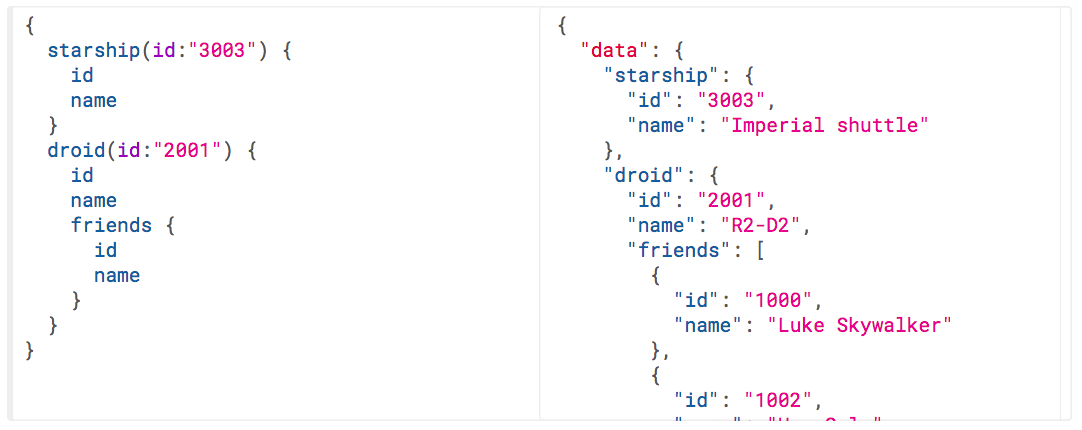 {
  starship(id:"3003") {
    id
    name
  }
  droid(id:"2001") {
    id
    name
    friends {
      id
      name
    }
  }
}
{
  "data": {
    "starship": {
      "id": "3003",
      "name": "Imperial shuttle"
    },
    "droid": {
      "id": "2001",
      "name": "R2-D2",
      "friends": [
        {
          "id": "1000",
          "name": "Luke Skywalker"
        },
        {
          "id": "1002",